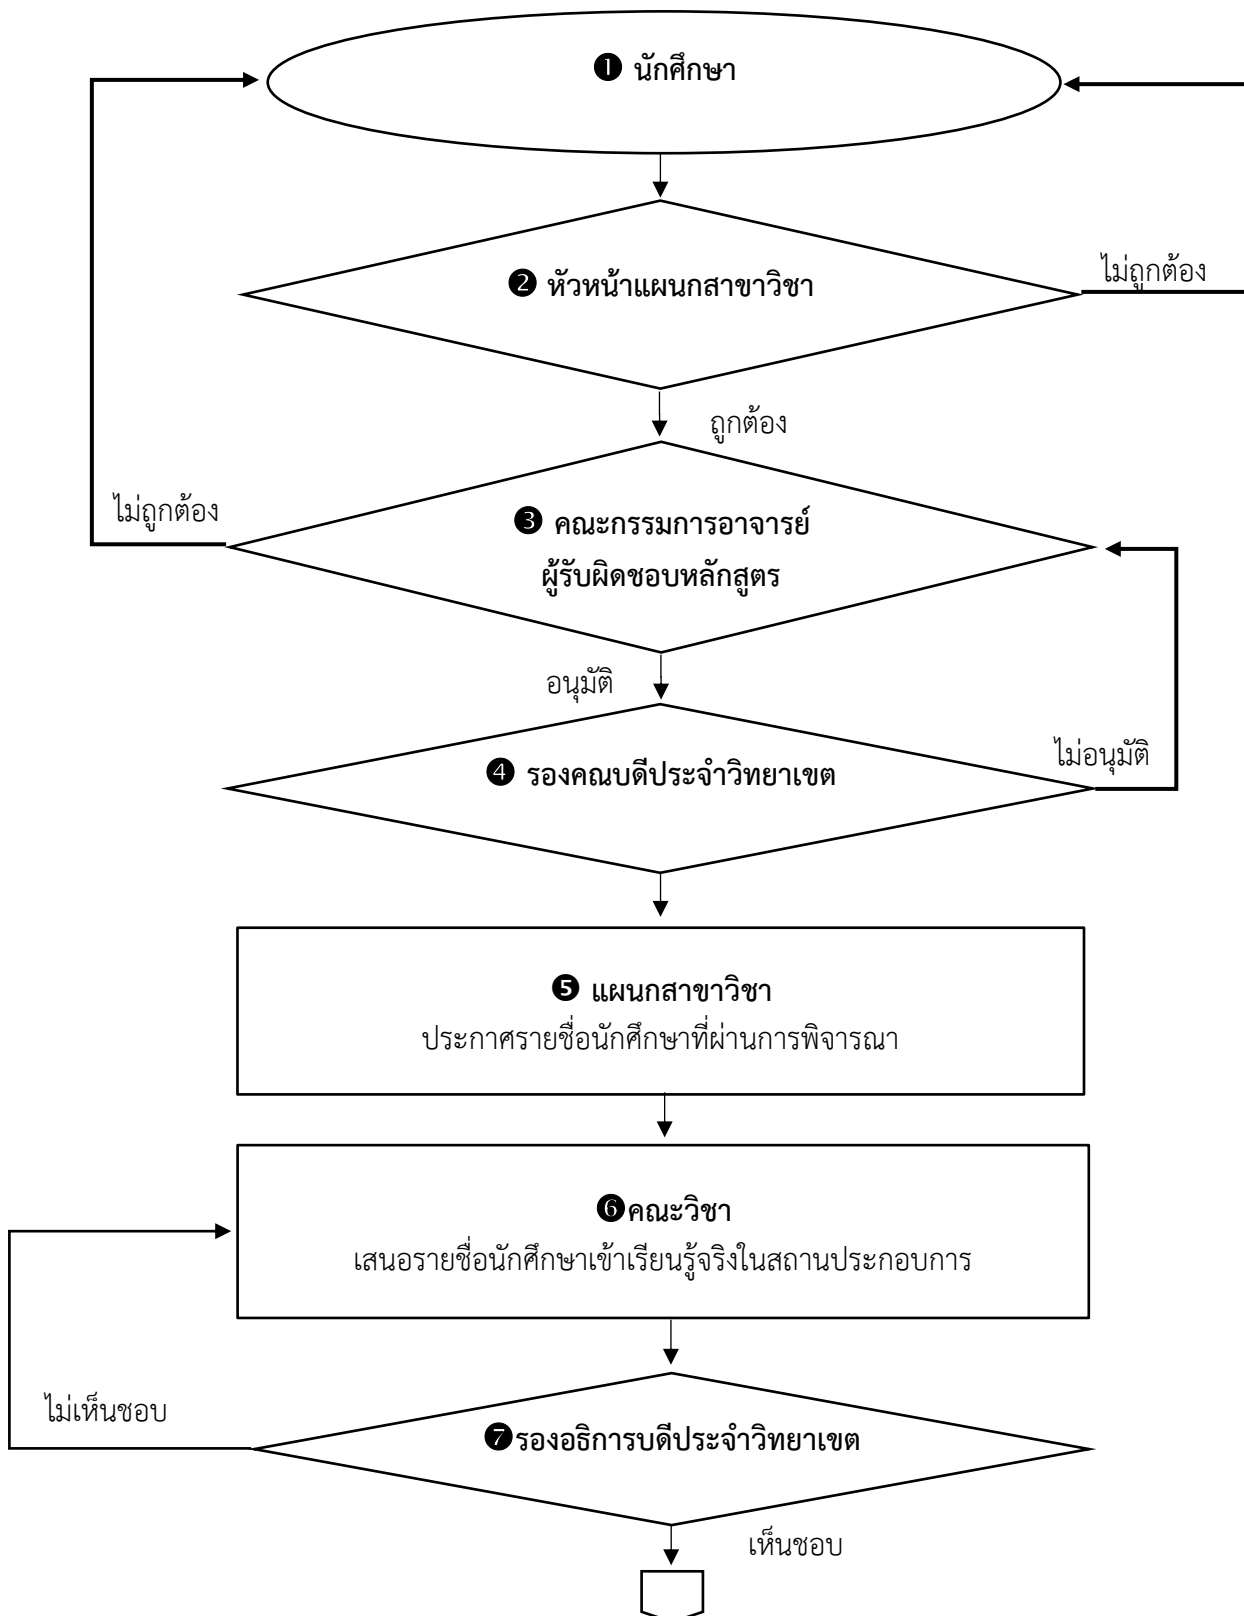 ❶ นักศึกษา
❷ หัวหน้าแผนกสาขาวิชา
ไม่ถูกต้อง
ถูกต้อง
ไม่ถูกต้อง
❸ คณะกรรมการอาจารย์
ผู้รับผิดชอบหลักสูตร
อนุมัติ
❹ รองคณบดีประจำวิทยาเขต
ไม่อนุมัติ
❺ แผนกสาขาวิชา
ประกาศรายชื่อนักศึกษาที่ผ่านการพิจารณา
❻คณะวิชา
เสนอรายชื่อนักศึกษาเข้าเรียนรู้จริงในสถานประกอบการ
ไม่เห็นชอบ
❼รองอธิการบดีประจำวิทยาเขต
เห็นชอบ